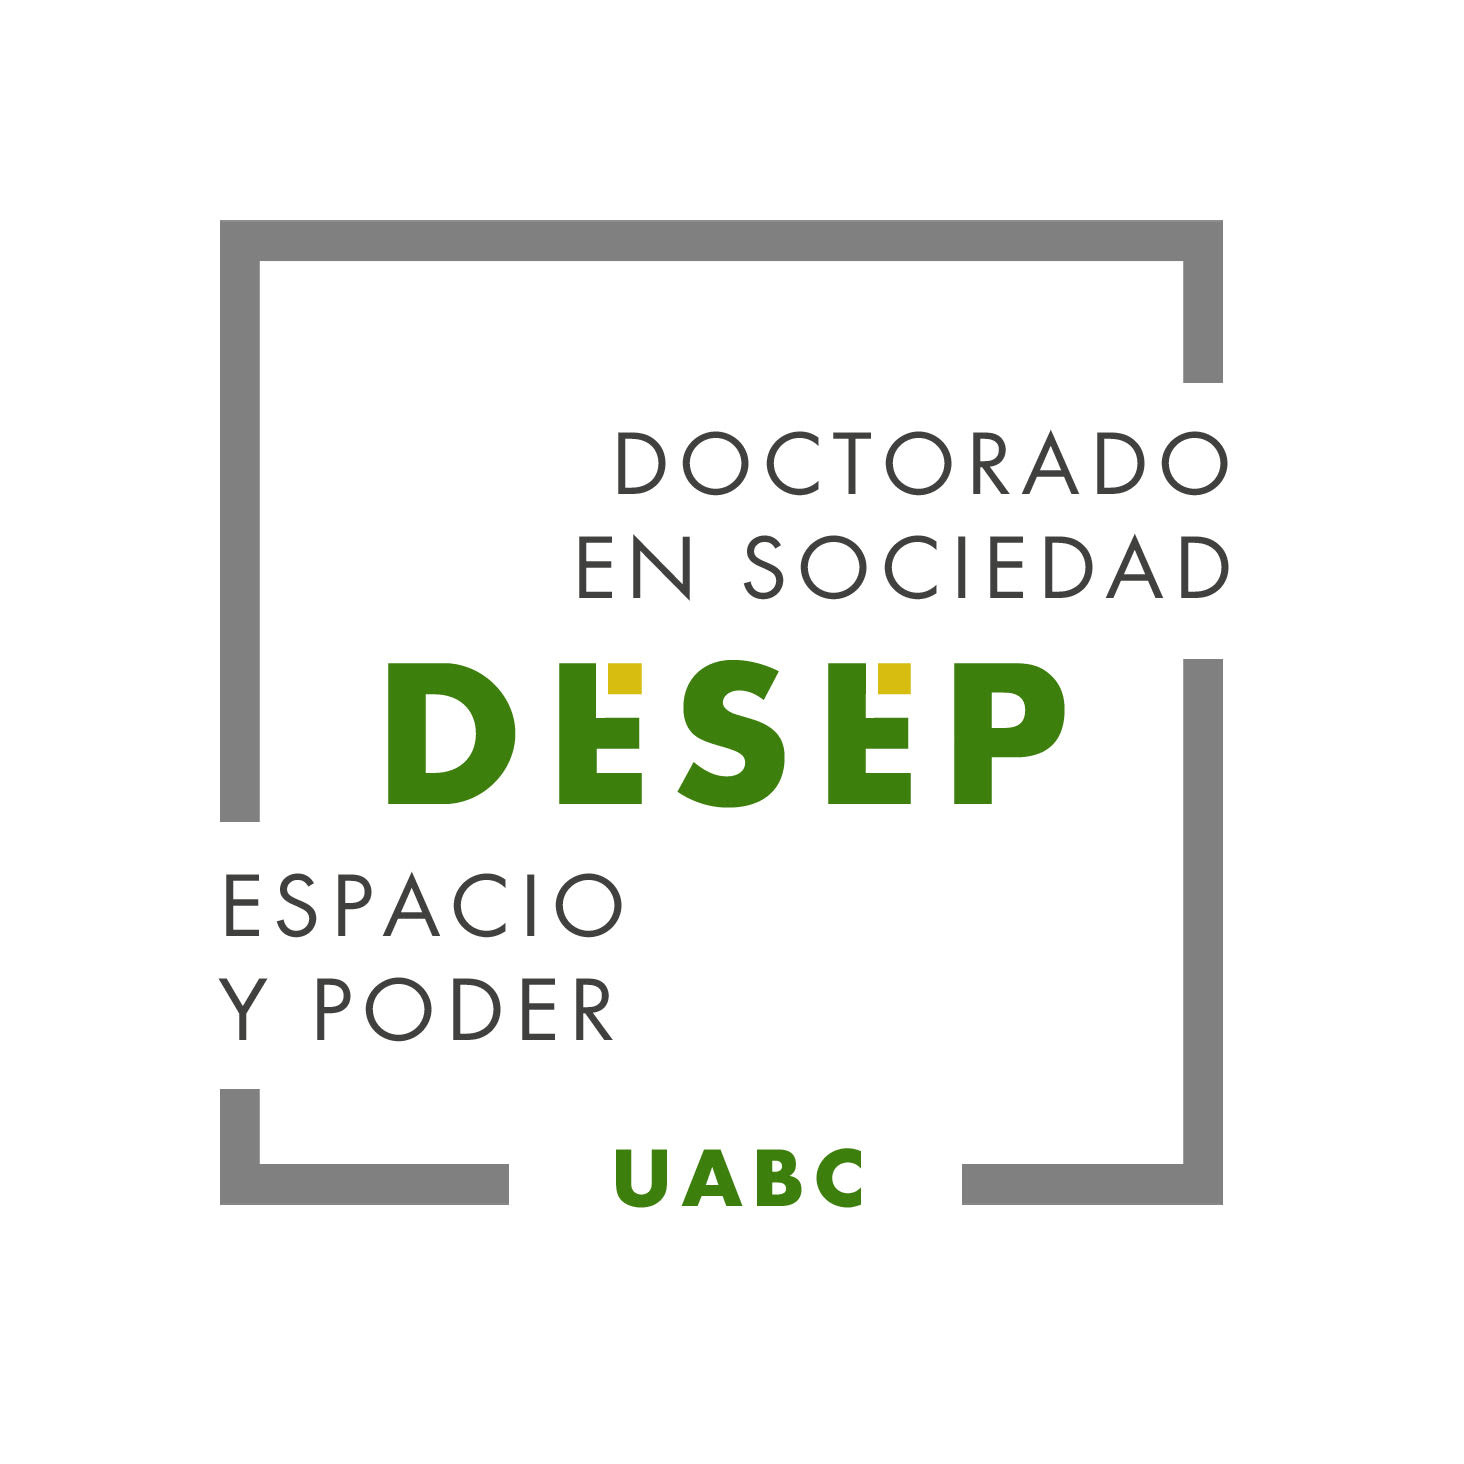 DOCTORADO
EN SOCIEDAD
DESEP
ESPACIO
Y PODER
UABC